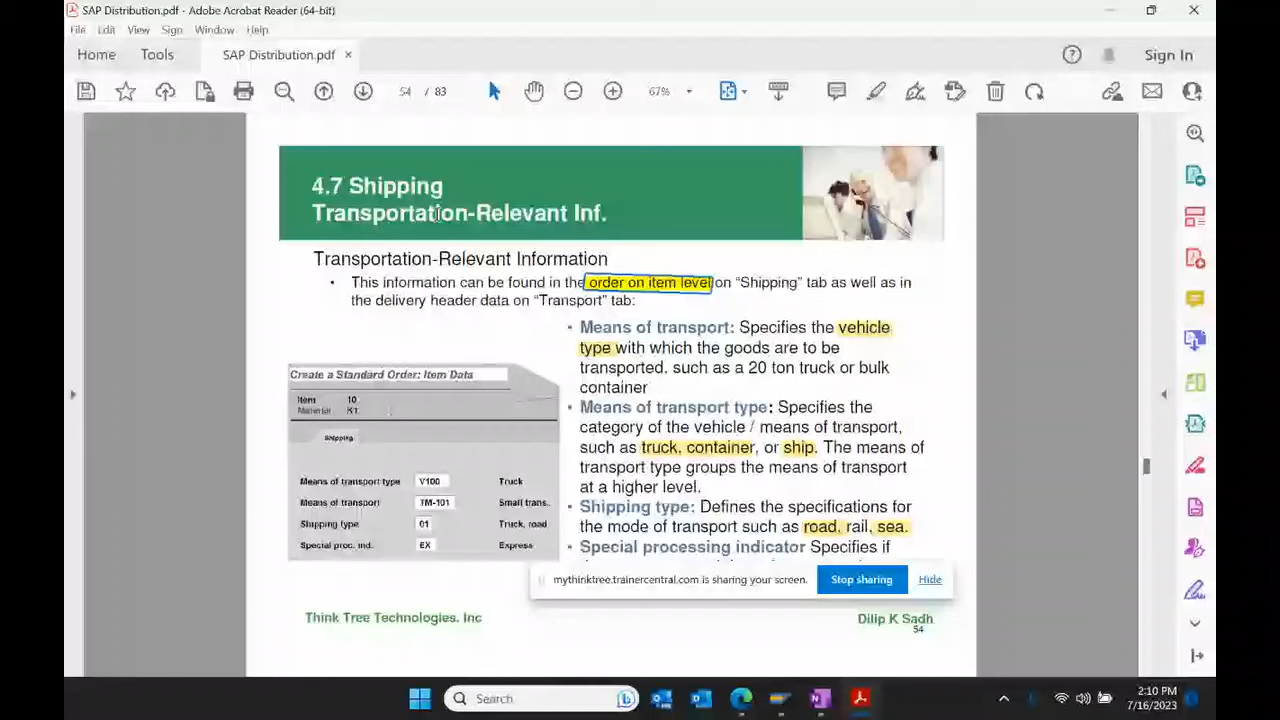 SAP Distribution.pdf - Adobe Acrobat Reader (64-bit)
File Edit View Sign Window Help
Home Tools SAP Distribution.pdf × Sign In
54 / 83 67%
4.7 Shipping
Transportation-Relevant Inf.
Transportation-Relevant Information
• This information can be found in the order on item level on “Shipping” tab as well as in
the delivery header data on “Transport” tab:
• Means of transport: Specifies the vehicle
type with which the goods are to be
transported. such as a 20 ton truck or bulk
container
• Means of transport type: Specifies the
category of the vehicle / means of transport,
such as truck, container, or ship. The means of
transport type groups the means of transport
at a higher level.
• Shipping type: Defines the specifications for
the mode of transport such as road, rail, sea.
• Special processing indicator Specifies if
Create a Standard Order: Item Data
Item 10
Material K1
Shipping
Means of transport type V100 Truck
Means of transport TM-101 Small trans.
Shipping type 01 Truck, road
Special proc. ind. EX Express
mythinktree.trainercentral.com is sharing your screen. Stop sharing Hide
Think Tree Technologies. Inc Dilip K Sadh
54
Search
2:10 PM
7/16/2023